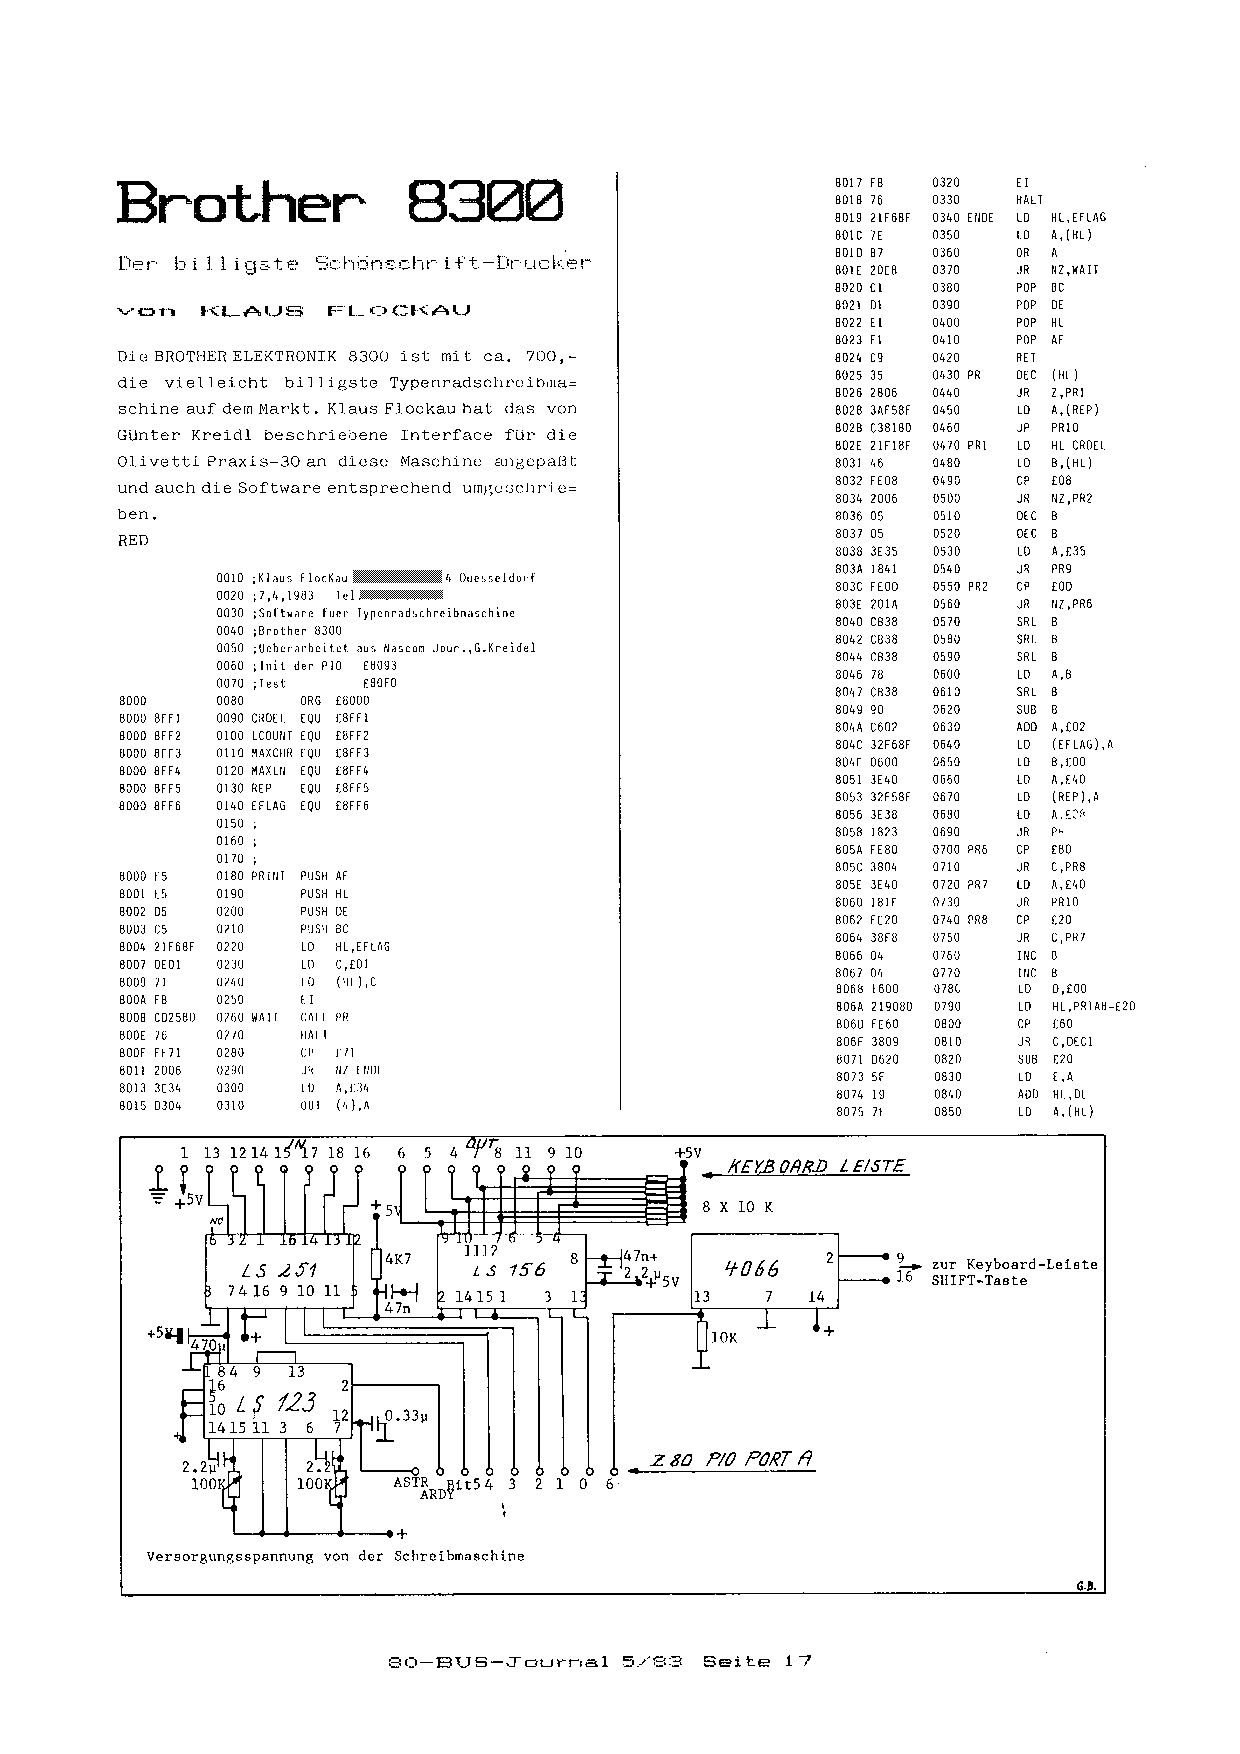 Brother 8300
Der billigste Schönschrift-Drucker
von KLAUS FLOCKAU
Die BROTHER ELEKTRONIK 8300 ist mit ca. 700,-
die vielleicht billigste Typenradschreibma=
schine auf dem Markt. Klaus Flockau hat das von
Günter Kreidl beschriebene Interface für die
Olivetti Praxis-30 an diese Maschine angepaßt
und auch die Software entsprechend umgeschrie=
ben.
RED
0010 ;Klaus FlocKau 4 Duesseldorf
0020 ;7,4,1983 Tel
0030 ;Software fuer Typenradschreibmaschine
0040 ;Brother 8300
0050 ;Ueberarbeitet aus Nascom Jour.,G.Kreidel
0060 ;Init der PIO £8093
0070 ;Test £80F0
8000 0080 ORG £8000
8000 8FF1 0090 CRDEL EQU £8FF1
8000 8FF2 0100 LCOUNT EQU £8FF2
8000 8FF3 0110 MAXCHR EQU £8FF3
8000 8FF4 0120 MAXLN EQU £8FF4
8000 8FF5 0130 REP EQU £8FF5
8000 8FF6 0140 EFLAG EQU £8FF6
0150 ;
0160 ;
0170 ;
8000 F5 0180 PRINT PUSH AF
8001 E5 0190 PUSH HL
8002 D5 0200 PUSH DE
8003 C5 0210 PUSH BC
8004 21F68F 0220 LD HL,EFLAG
8007 0E01 0230 LD C,£01
8009 71 0240 LD (HL),C
800A FB 0250 EI
800B CD2580 0260 WAIT CALL PR
800E 76 0270 HALT
800F FE71 0280 CP £71
8011 2006 0290 JR NZ ENDE
8013 3E34 0300 LD A,£34
8015 D304 0310 OUT (4),A
8017 FB 0320 EI
8018 76 0330 HALT
8019 21F68F 0340 ENDE LD HL,EFLAG
801C 7E 0350 LD A,(HL)
801D B7 0360 OR A
801E 20EB 0370 JR NZ,WAIT
8020 C1 0380 POP BC
8021 D1 0390 POP DE
8022 E1 0400 POP HL
8023 F1 0410 POP AF
8024 C9 0420 RET
8025 35 0430 PR DEC (HL)
8026 2806 0440 JR Z,PR1
8028 3AF58F 0450 LD A,(REP)
802B C38180 0460 JP PR10
802E 21F18F 0470 PR1 LD HL CRDEL
8031 46 0480 LD B,(HL)
8032 FE08 0490 CP £08
8034 2006 0500 JR NZ,PR2
8036 05 0510 DEC B
8037 05 0520 DEC B
8038 3E35 0530 LD A,£35
803A 1841 0540 JR PR9
803C FE00 0550 PR2 CP £00
803E 201A 0560 JR NZ,PR6
8040 CB38 0570 SRL B
8042 CB38 0580 SRL B
8044 CB38 0590 SRL B
8046 78 0600 LD A,B
8047 CB38 0610 SRL B
8049 90 0620 SUB B
804A C602 0630 ADD A,£02
804C 32F68F 0640 LD (EFLAG),A
804F 0600 0650 LD B,£00
8051 3E40 0660 LD A,£40
8053 32F58F 0670 LD (REP),A
8056 3E38 0680 LD
8058 1823 0690 JR
805A FE80 0700 PR6 CP £80
805C 3804 0710 JR C,PR8
805E 3E40 0720 PR7 LD A,£40
8060 181F 0730 JR PR10
8062 FE20 0740 PR8 CP £20
8064 38F8 0750 JR C,PR7
8066 04 0760 INC B
8067 04 0770 INC B
8068 1600 0780 LD D,£00
806A 219080 0790 LD HL,PRTAB-£20
806D FE60 0800 CP £60
806F 3809 0810 JR C,DEC1
8071 D620 0820 SUB £20
8073 5F 0830 LD E,A
8074 19 0840 ADD HL,DE
8075 7E 0850 LD A,(HL)
IN OUT
1 13 12 14 15 17 18 16 6 5 4 7 8 11 9 10 +5V
KEYBOARD LEISTE
+5V +5V 8 X 10 K
NC
6 3 2 1 16 14 13 12 9 10 7 6 5 4
11 12
LS 251 4K7 LS 156 8 47n+ 4066 2 9 zur Keyboard-Leiste
2,2µ +5V 16 SHIFT-Taste
8 7 4 16 9 10 11 5 47n 2 14 15 1 3 13 13 7 14
+5V + 10K +
470µ
1 8 4 9 13
16 2
5
10 LS 123 12 0.33µ
14 15 11 3 6 7
+
2.2µ 2.2
100K 100K ASTR ARDY Bit5 4 3 2 1 0 6
Z80 PIO PORT A
+
Versorgungsspannung von der Schreibmaschine
G.B.
80-BUS-Journal 5/83 Seite 17